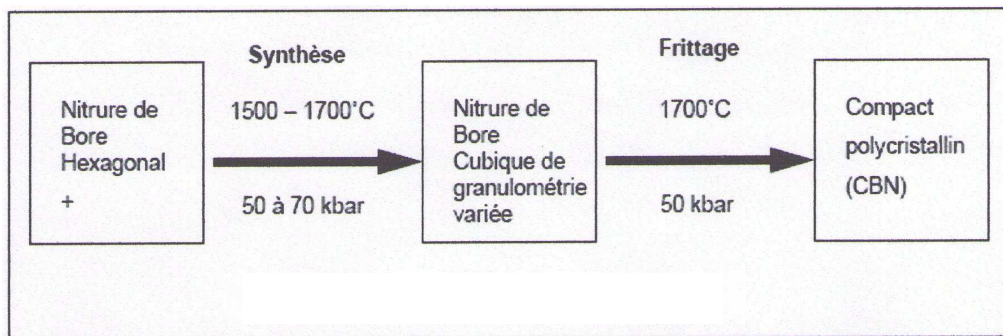 Synthèse
Frittage
Nitrure de
Bore
Hexagonal
+
1500 – 1700°C
50 à 70 kbar
Nitrure de
Bore
Cubique de
granulométrie
variée
1700°C
50 kbar
Compact
polycristallin
(CBN)